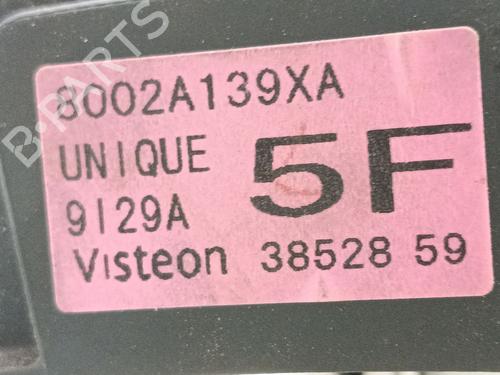 8002A139XA
UNIQUE 5F
9129A
Visteon 38528 59
B-PARTS